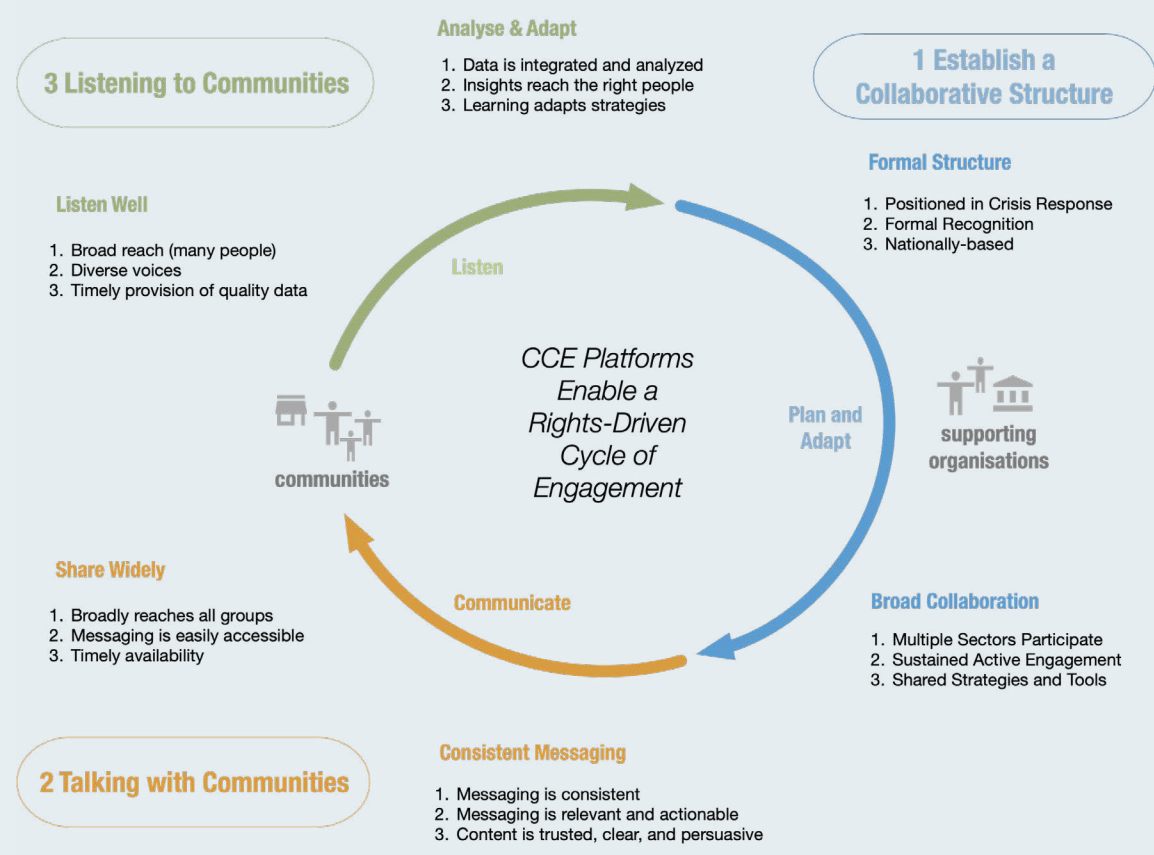 Analyse & Adapt
1. Data is integrated and analyzed
2. Insights reach the right people
3. Learning adapts strategies
3 Listening to Communities
1 Establish a
Collaborative Structure
Formal Structure
1. Positioned in Crisis Response
2. Formal Recognition
3. Nationally-based
Listen Well
1. Broad reach (many people)
2. Diverse voices
3. Timely provision of quality data
Listen
CCE Platforms
Enable a
Rights-Driven
Cycle of
Engagement
Plan and
Adapt
supporting
organisations
communities
Share Widely
1. Broadly reaches all groups
2. Messaging is easily accessible
3. Timely availability
Communicate
Broad Collaboration
1. Multiple Sectors Participate
2. Sustained Active Engagement
3. Shared Strategies and Tools
2 Talking with Communities
Consistent Messaging
1. Messaging is consistent
2. Messaging is relevant and actionable
3. Content is trusted, clear, and persuasive